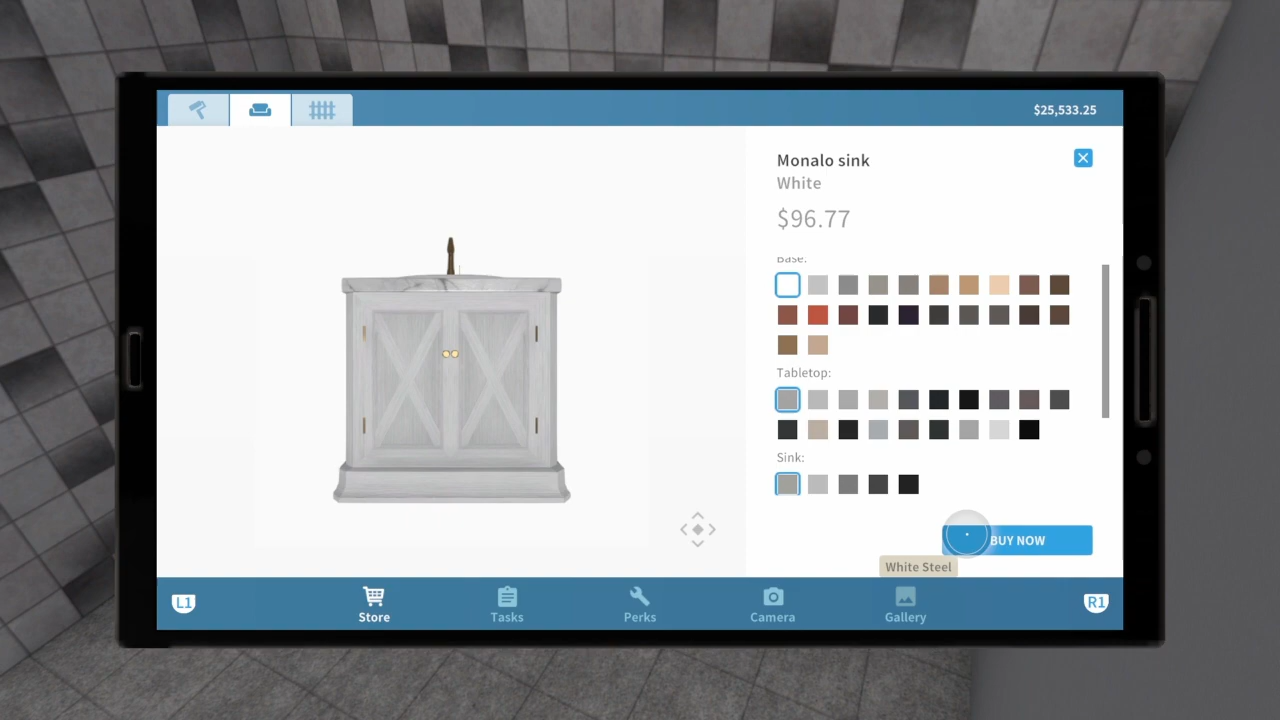 $25,533.25
Monalo sink
White
$96.77
Base:
Tabletop:
Sink:
BUY NOW
White Steel
L1
Store
Tasks
Perks
Camera
Gallery
R1